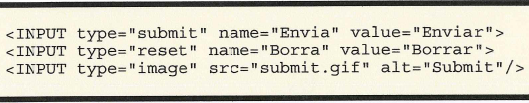 <INPUT type="submit" name="Envia" value="Enviar">
<INPUT type="reset" name="Borra" value="Borrar">
<INPUT type="image" src="submit.gif" alt="Submit"/>